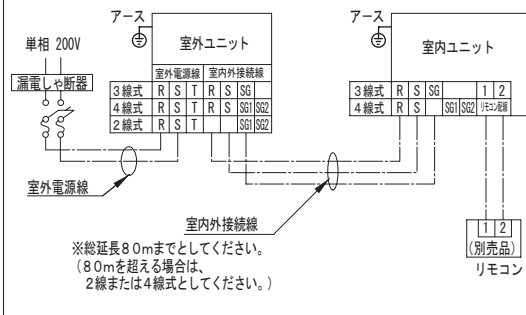 アース
単相 200V
漏電しゃ断器
室外ユニット
室外電源線 室内外接続線
3線式 R S T R S SG
4線式 R S T R S SG1 SG2
2線式 R S T SG1 SG2
室外電源線
室内外接続線
※総延長80mまでとしてください。
(80mを超える場合は、
2線または4線式としてください。)
アース
室内ユニット
3線式 R S SG 1 2
4線式 R S SG1 SG2 リモコン配線
1 2
(別売品)
リモコン